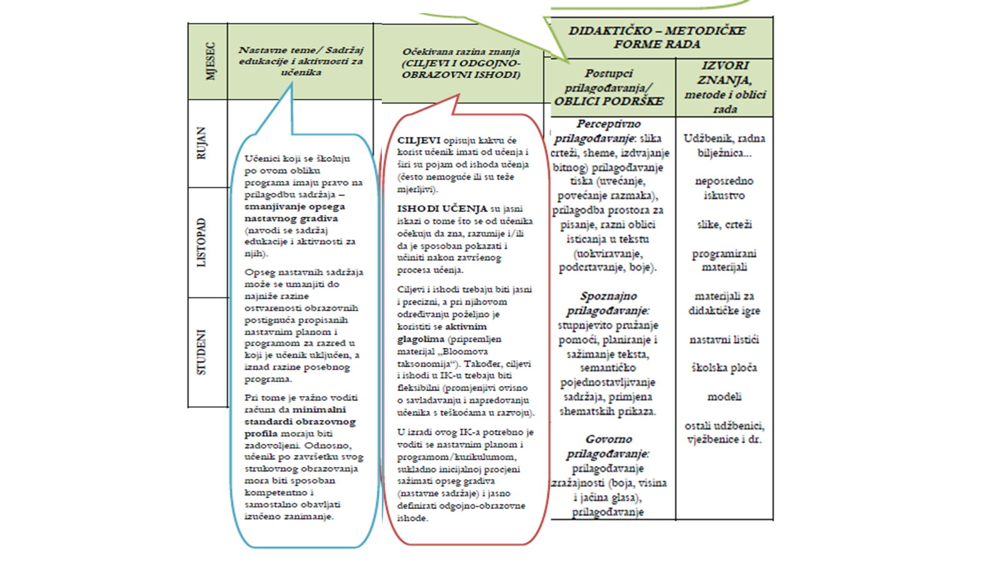 MJESEC
Nastavne teme/ Sadržaj
edukacije i aktivnosti za
učenika
Očekivana razina znanja
(CILJEVI I ODGOJNO-
OBRAZOVNI ISHODI)
DIDAKTIČKO – METODIČKE
FORME RADA
Postupci
prilagođavanja/
OBLICI PODRŠKE
IZVORI
ZNANJA,
metode i oblici
rada
RUJAN
LISTOPAD
STUDENI
Učenici koji se školuju
po ovom obliku
programa imaju pravo na
prilagodbu sadržaja –
smanjivanje opsega
nastavnog gradiva
(navodi se sadržaj
edukacije i aktivnosti za
njih).
Opseg nastavnih sadržaja
može se umanjiti do
najniže razine
ostvarenosti obrazovnih
postignuća propisanih
nastavnim planom i
programom za razred u
koji je učenik uključen, a
iznad razine posebnog
programa.
Pri tome je važno voditi
računa da minimalni
standardi obrazovnog
profila moraju biti
zadovoljeni. Odnosno,
učenik po završetku svog
strukovnog obrazovanja
mora biti sposoban
kompetentno i
samostalno obavljati
izučeno zanimanje.
CILJEVI opisuju kakvu će
korist učenik imati od učenja i
širi su pojam od ishoda učenja
(često nemoguće ili su teže
mjerljivi).
ISHODI UČENJA su jasni
iskazi o tome što se od učenika
očekuju da zna, razumije i/ili
da je sposoban pokazati i
učiniti nakon završenog
procesa učenja.
Ciljevi i ishodi trebaju biti jasni
i precizni, a pri njihovom
određivanju poželjno je
koristiti se aktivnim
glagolima (pripremljen
materijal „Bloomova
taksonomija“). Također, ciljevi
i ishodi u IK-u trebaju biti
fleksibilni (promjenjivi ovisno
o savladavanju i napredovanju
učenika s teškoćama u razvoju).
U izradi ovog IK-a potrebno je
voditi se nastavnim planom i
programom/kurikulumom,
sukladno inicijalnoj procjeni
sažimati opseg gradiva
(nastavne sadržaje) i jasno
definirati odgojno-obrazovne
ishode.
Perceptivno
prilagođavanje: slika
crteži, sheme, izdvajanje
bitnog) prilagođavanje
tiska (uvećanje,
povećanje razmaka),
prilagodba prostora za
pisanje, razni oblici
isticanja u tekstu
(uokviravanje,
podcrtavanje, boje).
Spoznajno
prilagođavanje:
stupnjevito pružanje
pomoći, planiranje i
sažimanje teksta,
semantičko
pojednostavljivanje
sadržaja, primjena
shematskih prikaza.
Govorno
prilagođavanje:
prilagođavanje
zražajnosti (boja, visina
i jačina glasa),
prilagođavanje
Udžbenik, radna
bilježnica...
neposredno
iskustvo
slike, crteži
programirani
materijali
materijali za
didaktičke igre
nastavni listići
školska ploča
modeli
ostali udžbenici,
vježbenice i dr.